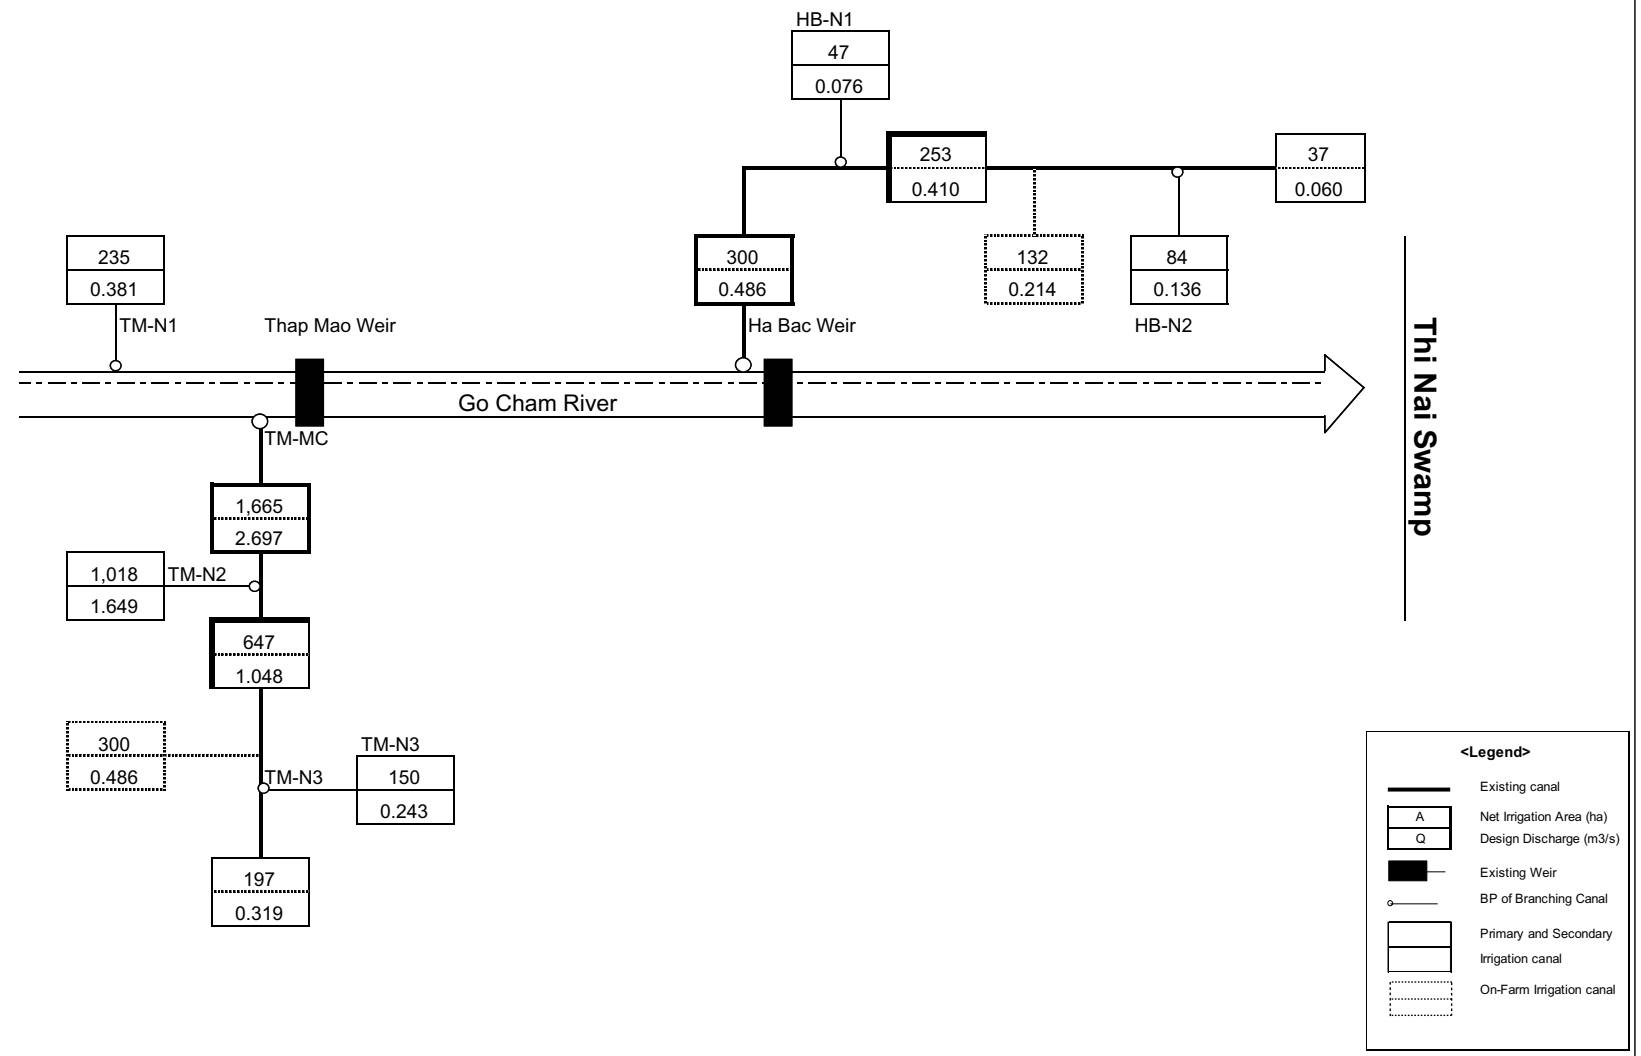 HB-N1
47
0.076
253
0.410
37
0.060
235
0.381
TM-N1
Thap Mao Weir
300
0.486
Ha Bac Weir
132
0.214
84
0.136
HB-N2
Go Cham River
Thi Nai Swamp
TM-MC
1,665
2.697
1,018
1.649
TM-N2
647
1.048
300
0.486
TM-N3
TM-N3
150
0.243
197
0.319
<Legend>
Existing canal
A
Net Irrigation Area (ha)
Q
Design Discharge (m3/s)
Existing Weir
BP of Branching Canal
Primary and Secondary
Irrigation canal
On-Farm Irrigation canal